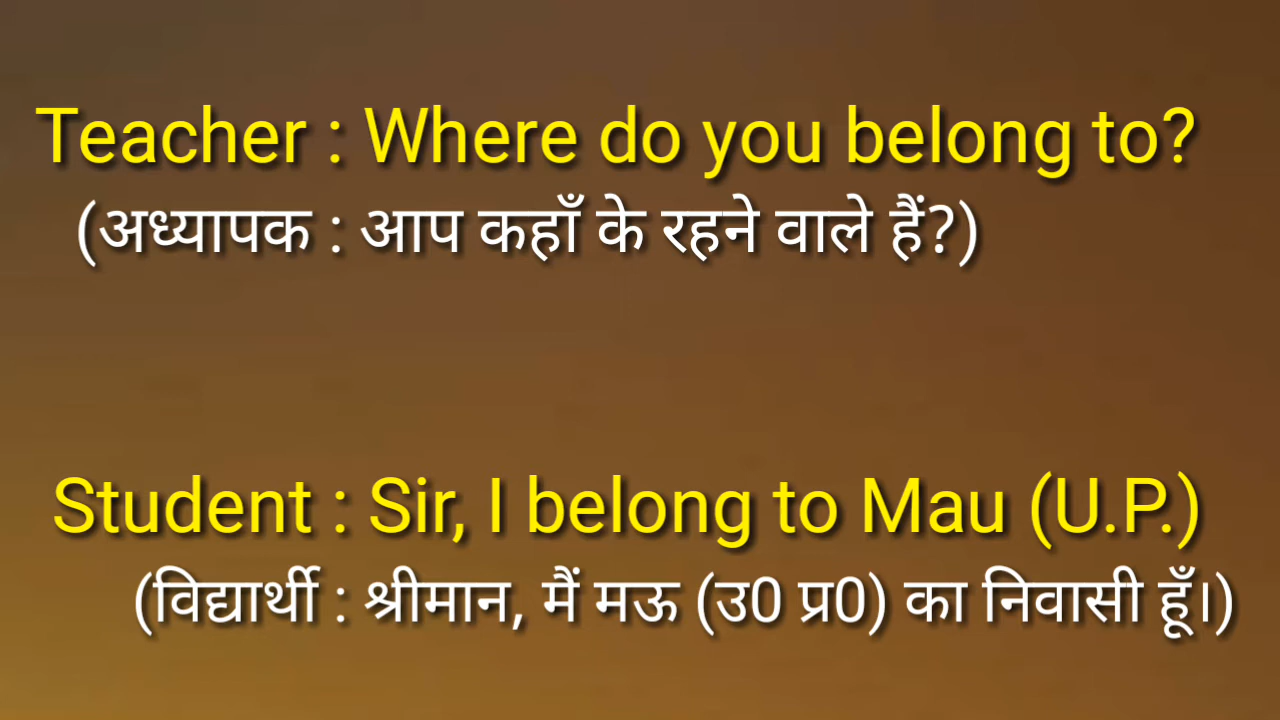 Teacher : Where do you belong to?
(अध्यापक : आप कहाँ के रहने वाले हैं?)
Student : Sir, I belong to Mau (U.P.)
(विद्यार्थी : श्रीमान, मैं मऊ (उ0 प्र0) का निवासी हूँ।)